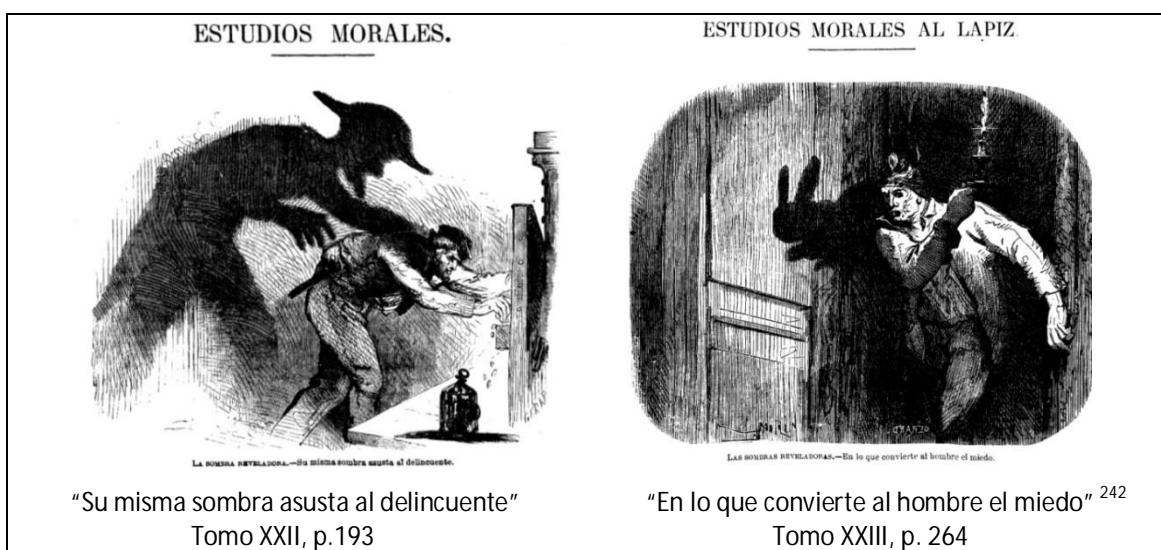 ESTUDIOS MORALES.
LA SOMBRA REVELADORA.—Su misma sombra asusta al delincuente.
"Su misma sombra asusta al delincuente"
Tomo XXII, p.193
ESTUDIOS MORALES AL LAPIZ.
LAS SOMBRAS REVELADORAS.—En lo que convierte al hombre el miedo.
"En lo que convierte al hombre el miedo" 242
Tomo XXIII, p. 264